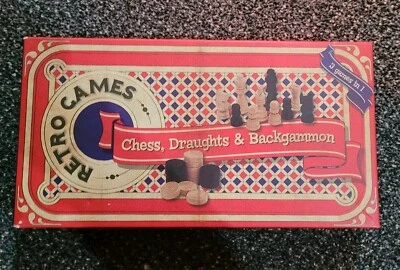 RETRO GAMES
Chess, Draughts & Backgammon
3 games in 1